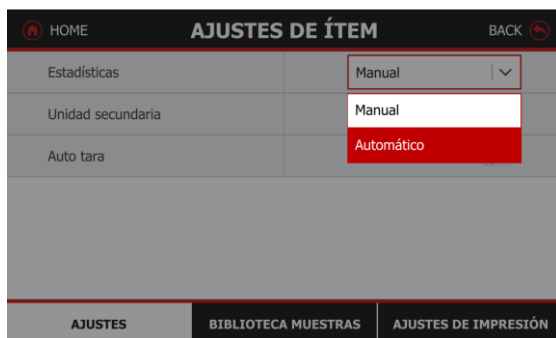 HOME AJUSTES DE ÍTEM BACK
Estadísticas Manual
Unidad secundaria Manual
Automático
Auto tara
AJUSTES BIBLIOTECA MUESTRAS AJUSTES DE IMPRESIÓN